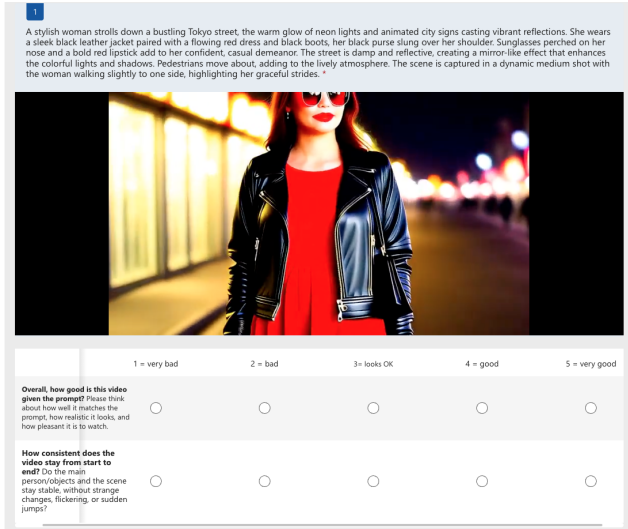 1
A stylish woman strolls down a bustling Tokyo street, the warm glow of neon lights and animated city signs casting vibrant reflections. She wears
a sleek black leather jacket paired with a flowing red dress and black boots, her black purse slung over her shoulder. Sunglasses perched on her
nose and a bold red lipstick add to her confident, casual demeanor. The street is damp and reflective, creating a mirror-like effect that enhances
the colorful lights and shadows. Pedestrians move about, adding to the lively atmosphere. The scene is captured in a dynamic medium shot with
the woman walking slightly to one side, highlighting her graceful strides. *
1 = very bad 2 = bad 3= looks OK 4 = good 5 = very good
Overall, how good is this video
given the prompt? Please think
about how well it matches the
prompt, how realistic it looks, and
how pleasant it is to watch.
How consistent does the
video stay from start to
end? Do the main
person/objects and the scene
stay stable, without strange
changes, flickering, or sudden
jumps?